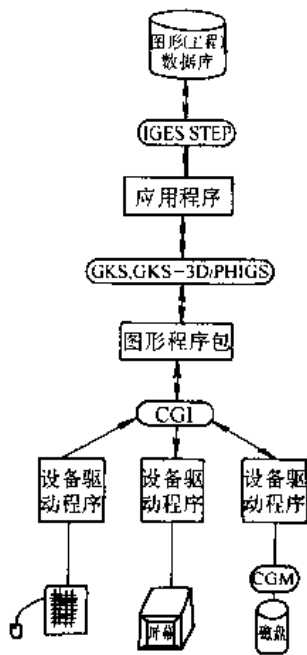 图形(工程)
数据库
IGES STEP
应用程序
GKS,GKS-3D/PHIGS
图形程序包
CGI
设备驱
动程序
设备驱
动程序
设备驱
动程序
CGM
屏幕
磁盘